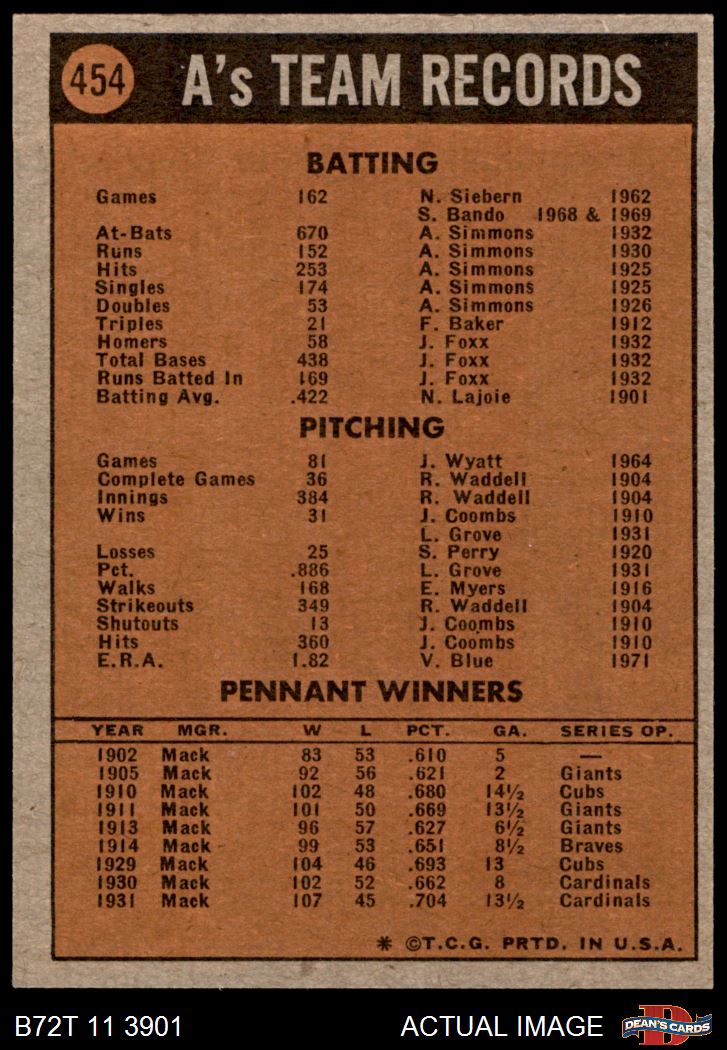 454 A's TEAM RECORDS
BATTING
Games 162 N. Siebern 1962
S. Bando 1968 & 1969
At-Bats 670 A. Simmons 1932
Runs 152 A. Simmons 1930
Hits 253 A. Simmons 1925
Singles 174 A. Simmons 1925
Doubles 53 A. Simmons 1926
Triples 21 F. Baker 1912
Homers 58 J. Foxx 1932
Total Bases 438 J. Foxx 1932
Runs Batted In 169 J. Foxx 1932
Batting Avg. .422 N. Lajoie 1901
PITCHING
Games 81 J. Wyatt 1964
Complete Games 36 R. Waddell 1904
Innings 384 R. Waddell 1904
Wins 31 J. Coombs 1910
L. Grove 1931
Losses 25 S. Perry 1920
Pct. .886 L. Grove 1931
Walks 168 E. Myers 1916
Strikeouts 349 R. Waddell 1904
Shutouts 13 J. Coombs 1910
Hits 360 J. Coombs 1910
E.R.A. 1.82 V. Blue 1971
PENNANT WINNERS
YEAR MGR. W L PCT. GA. SERIES OP.
1902 Mack 83 53 .610 5 —
1905 Mack 92 56 .621 2 Giants
1910 Mack 102 48 .680 14½ Cubs
1911 Mack 101 50 .669 13½ Giants
1913 Mack 96 57 .627 6½ Giants
1914 Mack 99 53 .651 8½ Braves
1929 Mack 104 46 .693 13 Cubs
1930 Mack 102 52 .662 8 Cardinals
1931 Mack 107 45 .704 13½ Cardinals
* ©T.C.G. PRTD. IN U.S.A.
B72T 11 3901 ACTUAL IMAGE DEAN'S CARDS